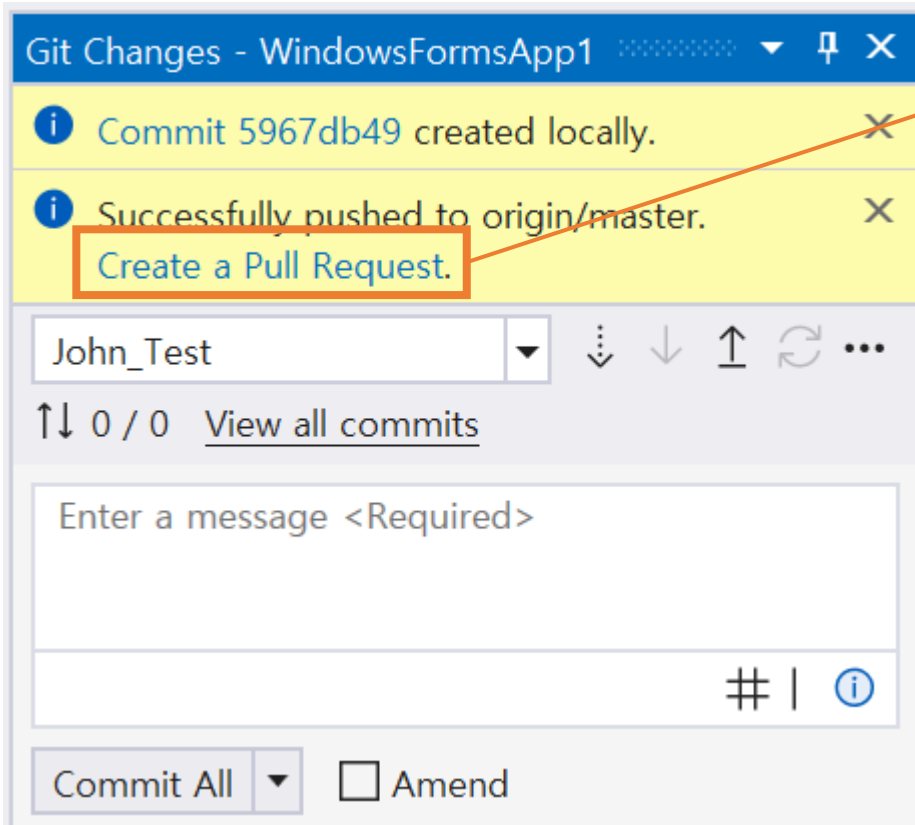 Git Changes - WindowsFormsApp1
Commit 5967db49 created locally.
Successfully pushed to origin/master.
Create a Pull Request.
John_Test
0 / 0 View all commits
Enter a message <Required>
Commit All Amend